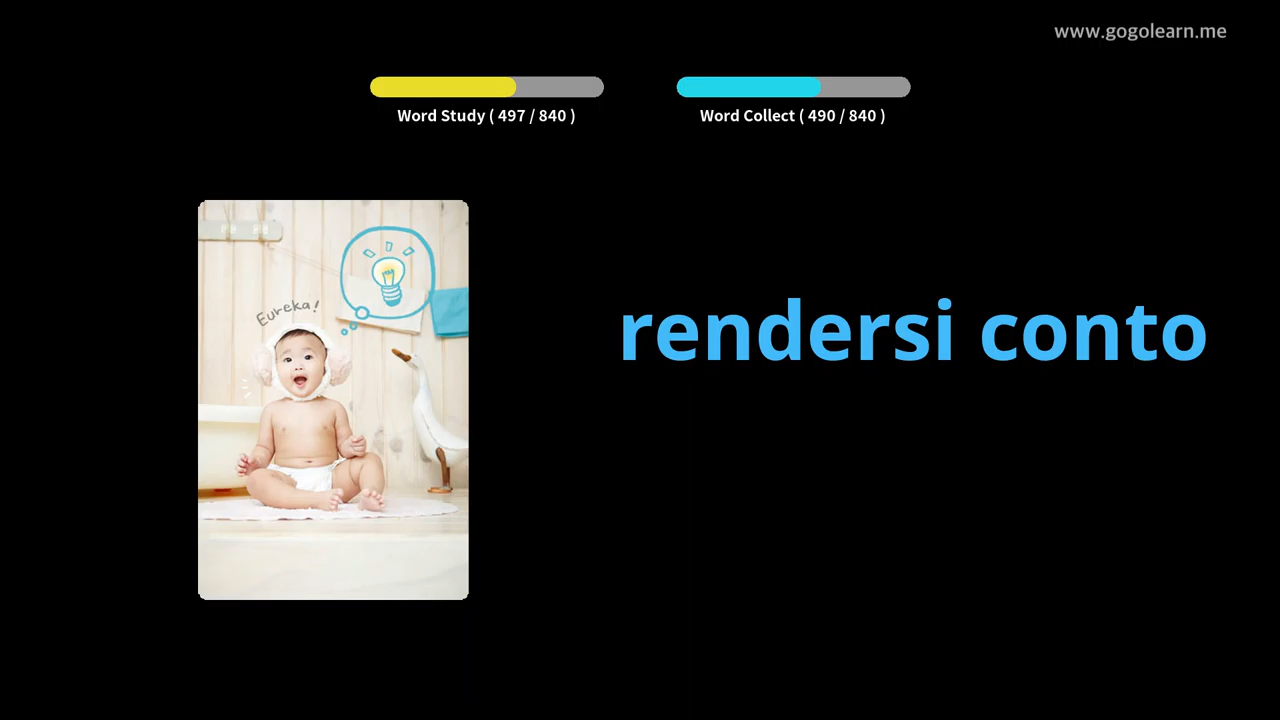 www.gogolearn.me
Word Study ( 497 / 840 )
Word Collect ( 490 / 840 )
Eureka!
rendersi conto